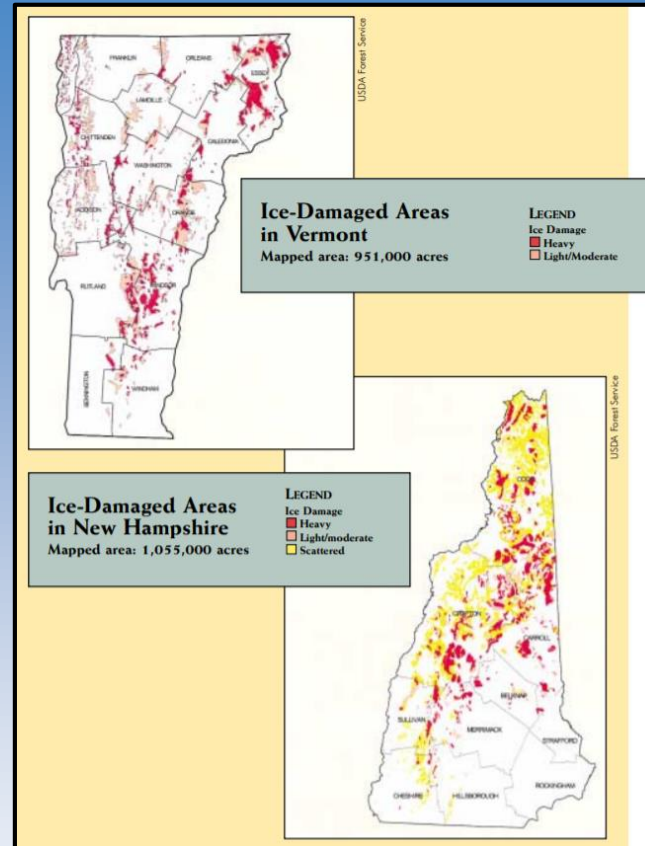 USDA Forest Service
FRANKLIN
ORLEANS
ESSEX
LAMOILLE
CHITTENDEN
CALEDONIA
WASHINGTON
ADDISON
ORANGE
RUTLAND
WINDSOR
BENNINGTON
WINDHAM
Ice-Damaged Areas
in Vermont
Mapped area: 951,000 acres
LEGEND
Ice Damage
Heavy
Light/Moderate
USDA Forest Service
Ice-Damaged Areas
in New Hampshire
Mapped area: 1,055,000 acres
LEGEND
Ice Damage
Heavy
Light/moderate
Scattered
COOS
GRAFTON
CARROLL
BELKNAP
SULLIVAN
MERRIMACK
STRAFFORD
CHESHIRE
HILLSBOROUGH
ROCKINGHAM